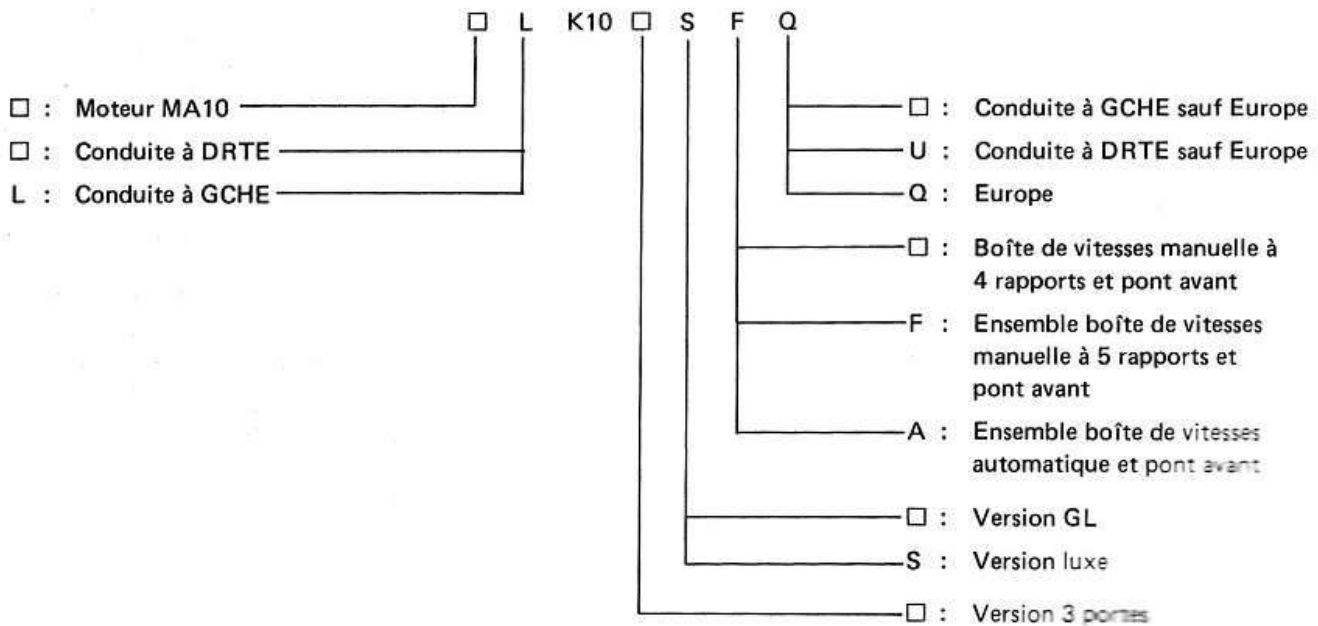 □ L K10 □ S F Q
□ : Moteur MA10
□ : Conduite à DRTE
L : Conduite à GCHE
□ : Conduite à GCHE sauf Europe
U : Conduite à DRTE sauf Europe
Q : Europe
□ : Boîte de vitesses manuelle à
4 rapports et pont avant
F : Ensemble boîte de vitesses
manuelle à 5 rapports et
pont avant
A : Ensemble boîte de vitesses
automatique et pont avant
□ : Version GL
S : Version luxe
□ : Version 3 portes